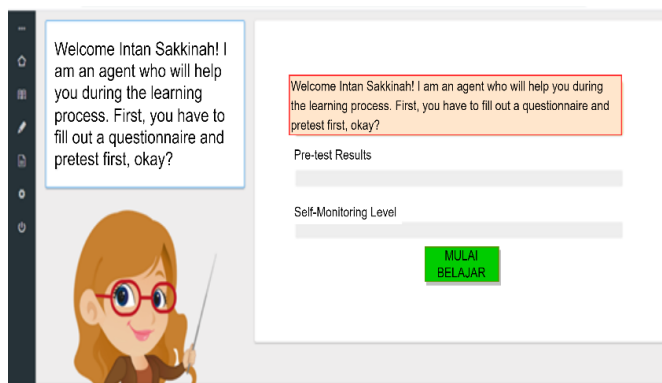 Welcome Intan Sakkinah! I
am an agent who will help
you during the learning
process. First, you have to
fill out a questionnaire and
pretest first, okay?
Welcome Intan Sakkinah! I am an agent who will help you during
the learning process. First, you have to fill out a questionnaire and
pretest first, okay?
Pre-test Results
Self-Monitoring Level
MULAI
BELAJAR